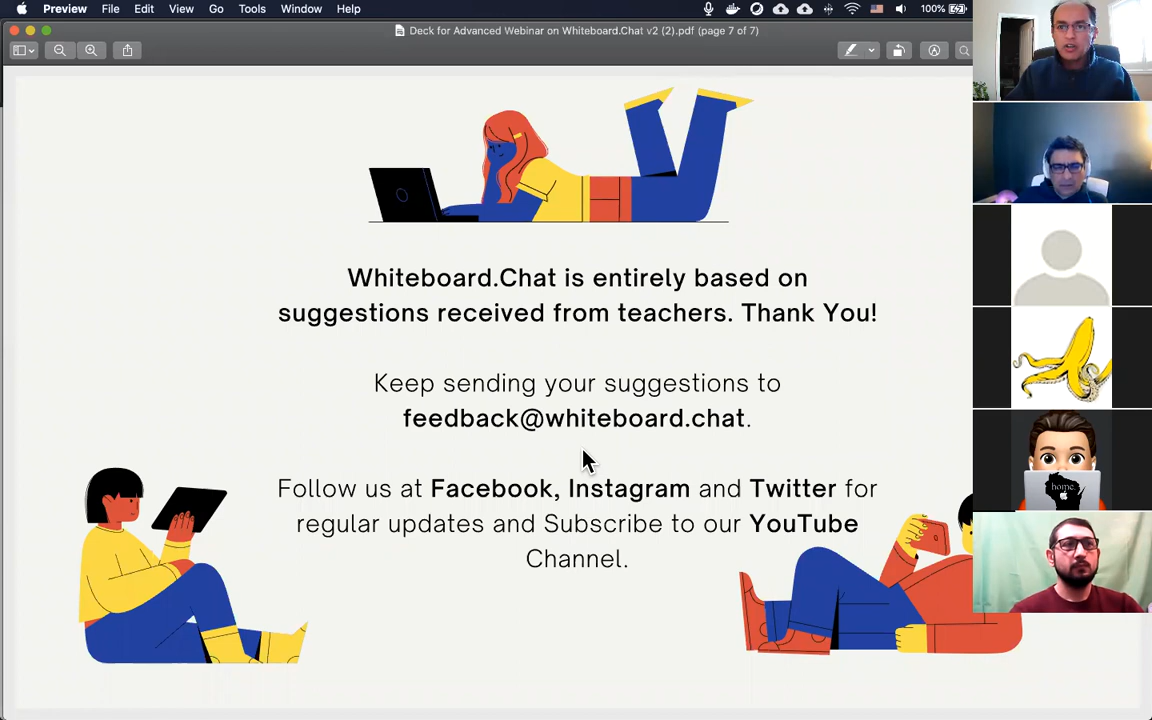 Preview File Edit View Go Tools Window Help 100%
Deck for Advanced Webinar on Whiteboard.Chat v2 (2).pdf (page 7 of 7)
Whiteboard.Chat is entirely based on
suggestions received from teachers. Thank You!
Keep sending your suggestions to
feedback@whiteboard.chat.
Follow us at Facebook, Instagram and Twitter for
regular updates and Subscribe to our YouTube
Channel.
home.